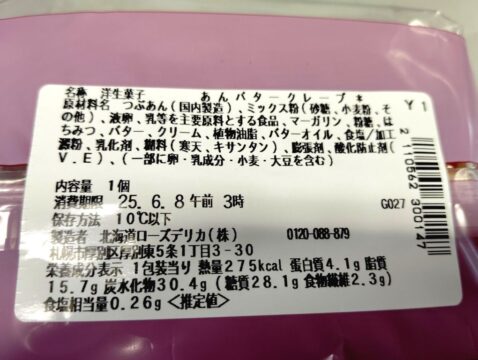 名称 洋生菓子 あんバタークレープ
原材料名 つぶあん(国内製造)、ミックス粉(砂糖、小麦粉、そ
の他)、液卵、乳等を主要原料とする食品、マーガリン、粉糖、は
ちみつ、バター、クリーム、植物油脂、バターオイル、食塩/加工
澱粉、乳化剤、糊料(寒天、キサンタン)、膨張剤、酸化防止剤(
V.E)、(一部に卵・乳成分・小麦・大豆を含む)
内容量 1個
消費期限 25.6.8午前 3時
保存方法 10℃以下
製造者 北海道ローズデリカ(株) 0120-088-879
札幌市厚別区厚別東5条1丁目3-30
栄養成分表示 1包装当り 熱量275kcal 蛋白質4.1g 脂質
15.7g 炭水化物30.4g(糖質28.1g 食物繊維2.3g)
食塩相当量0.26g<推定値>
G027
Y1
2 110562 300147